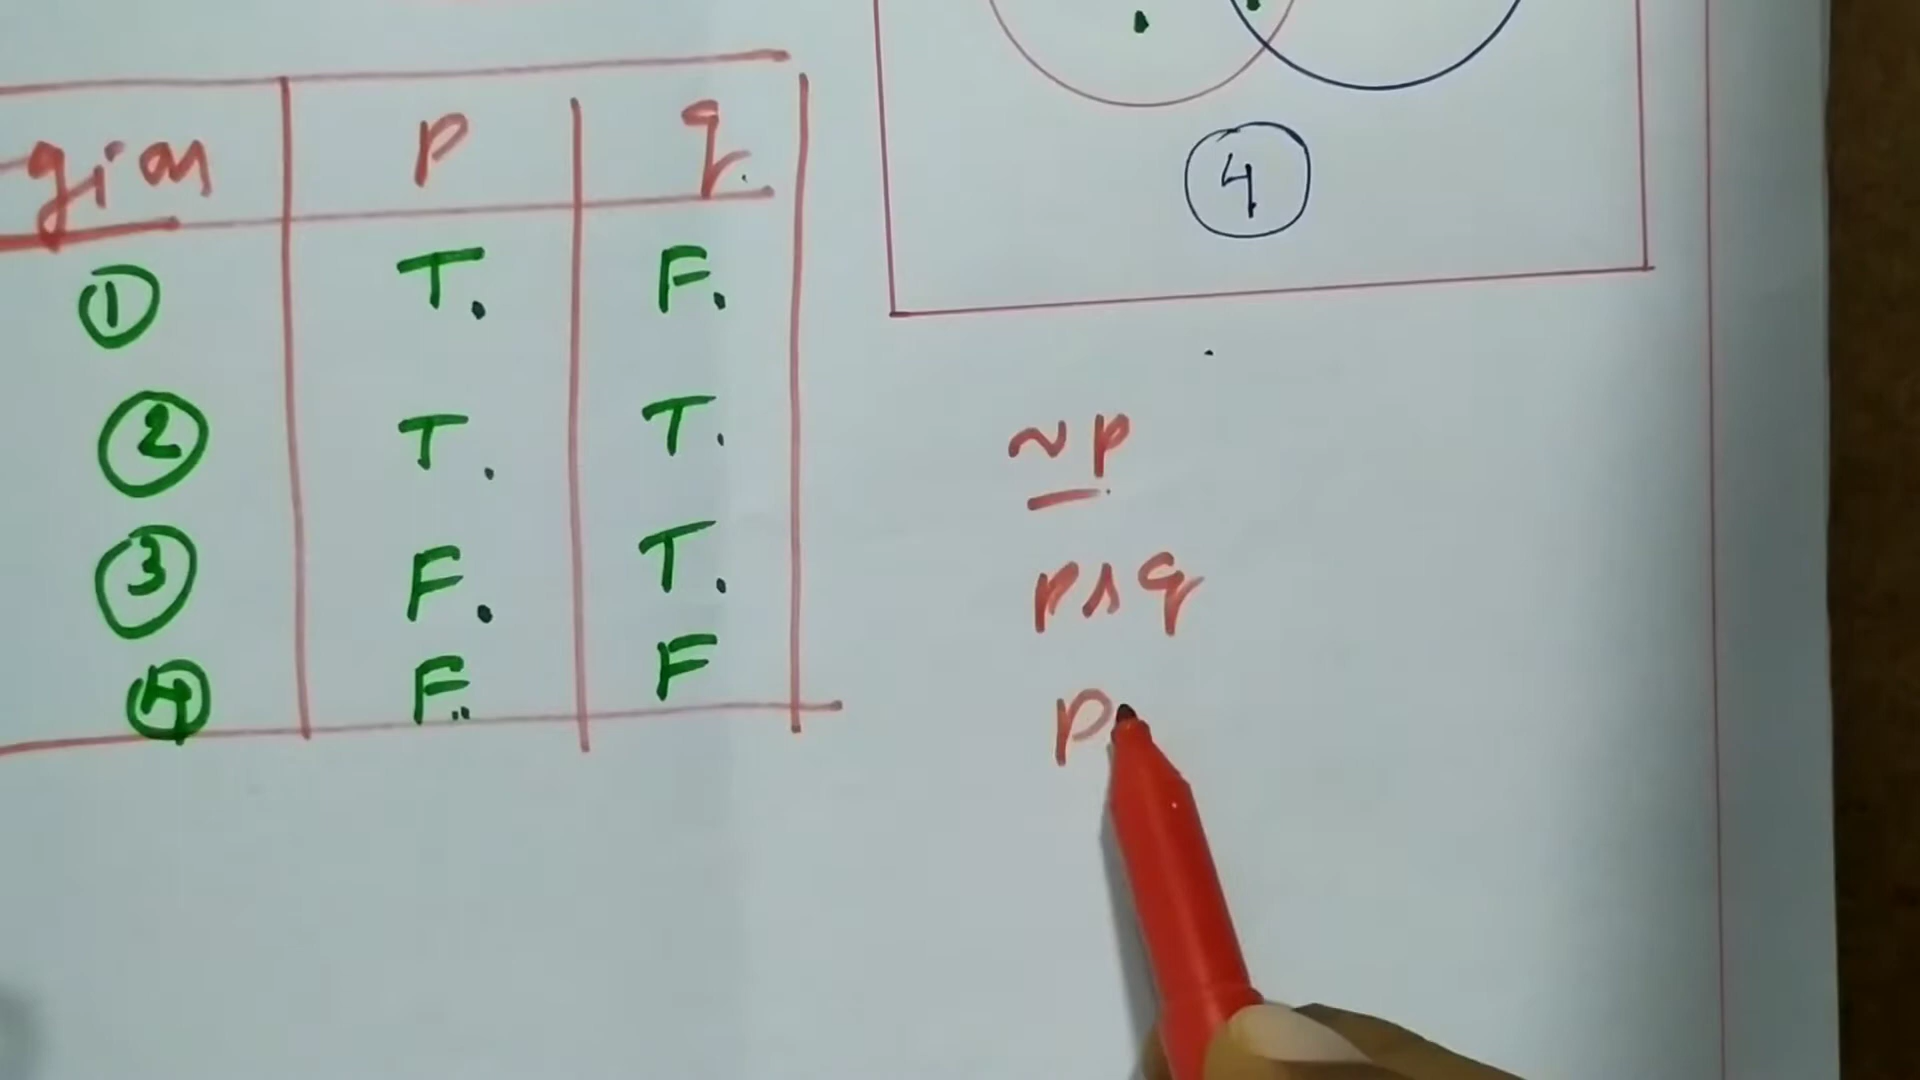 gion p q
① T. F.
② T. T.
③ F. T.
④ F. F
4
~p
p∧q
p